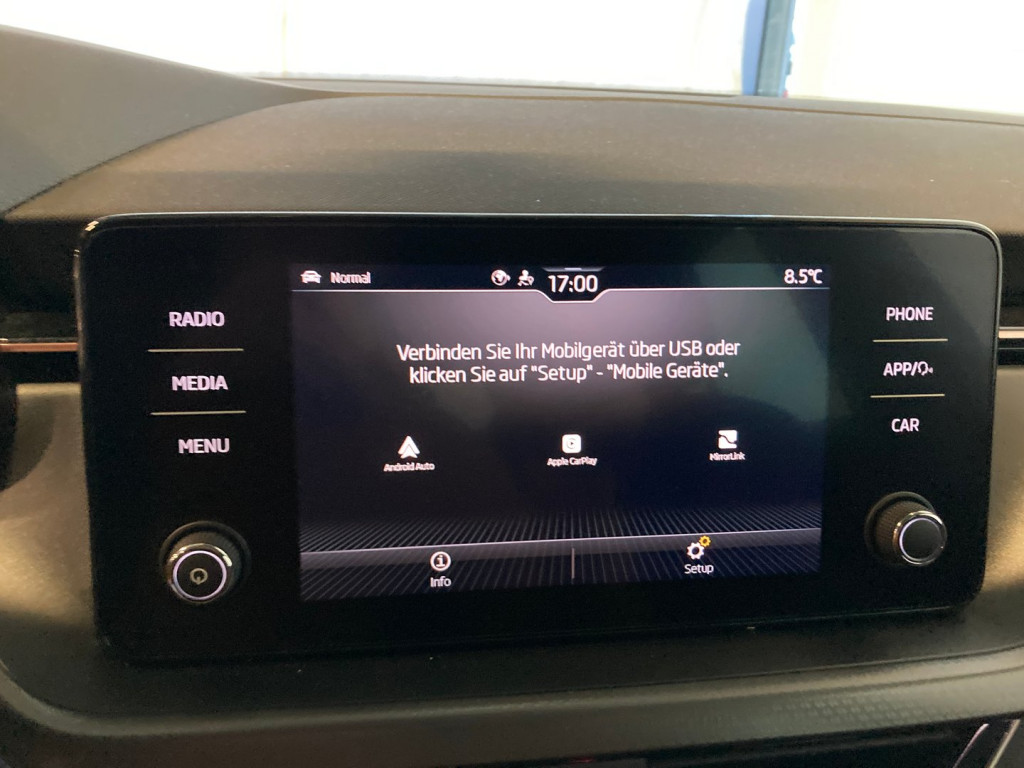 RADIO
MEDIA
MENU
Normal
17:00
8.5°C
Verbinden Sie Ihr Mobilgerät über USB oder
klicken Sie auf "Setup" - "Mobile Geräte".
Android Auto
Apple CarPlay
MirrorLink
Info
Setup
PHONE
APP/
CAR